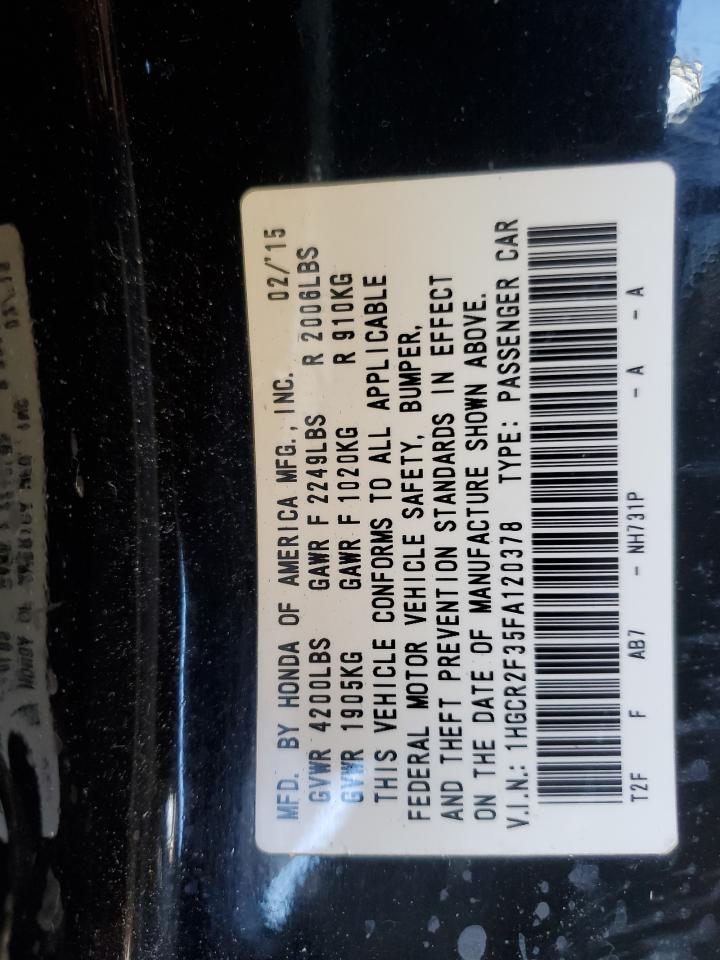 MFD. BY HONDA OF AMERICA MFG., INC. 02/'15
GVWR 4200LBS GAWR F 2249LBS R 2006LBS
GVWR 1905KG GAWR F 1020KG R 910KG
THIS VEHICLE CONFORMS TO ALL APPLICABLE
FEDERAL MOTOR VEHICLE SAFETY, BUMPER,
AND THEFT PREVENTION STANDARDS IN EFFECT
ON THE DATE OF MANUFACTURE SHOWN ABOVE.
V.I.N.: 1HGCR2F35FA120378 TYPE: PASSENGER CAR
T2F F AB7 - NH731P - A - A